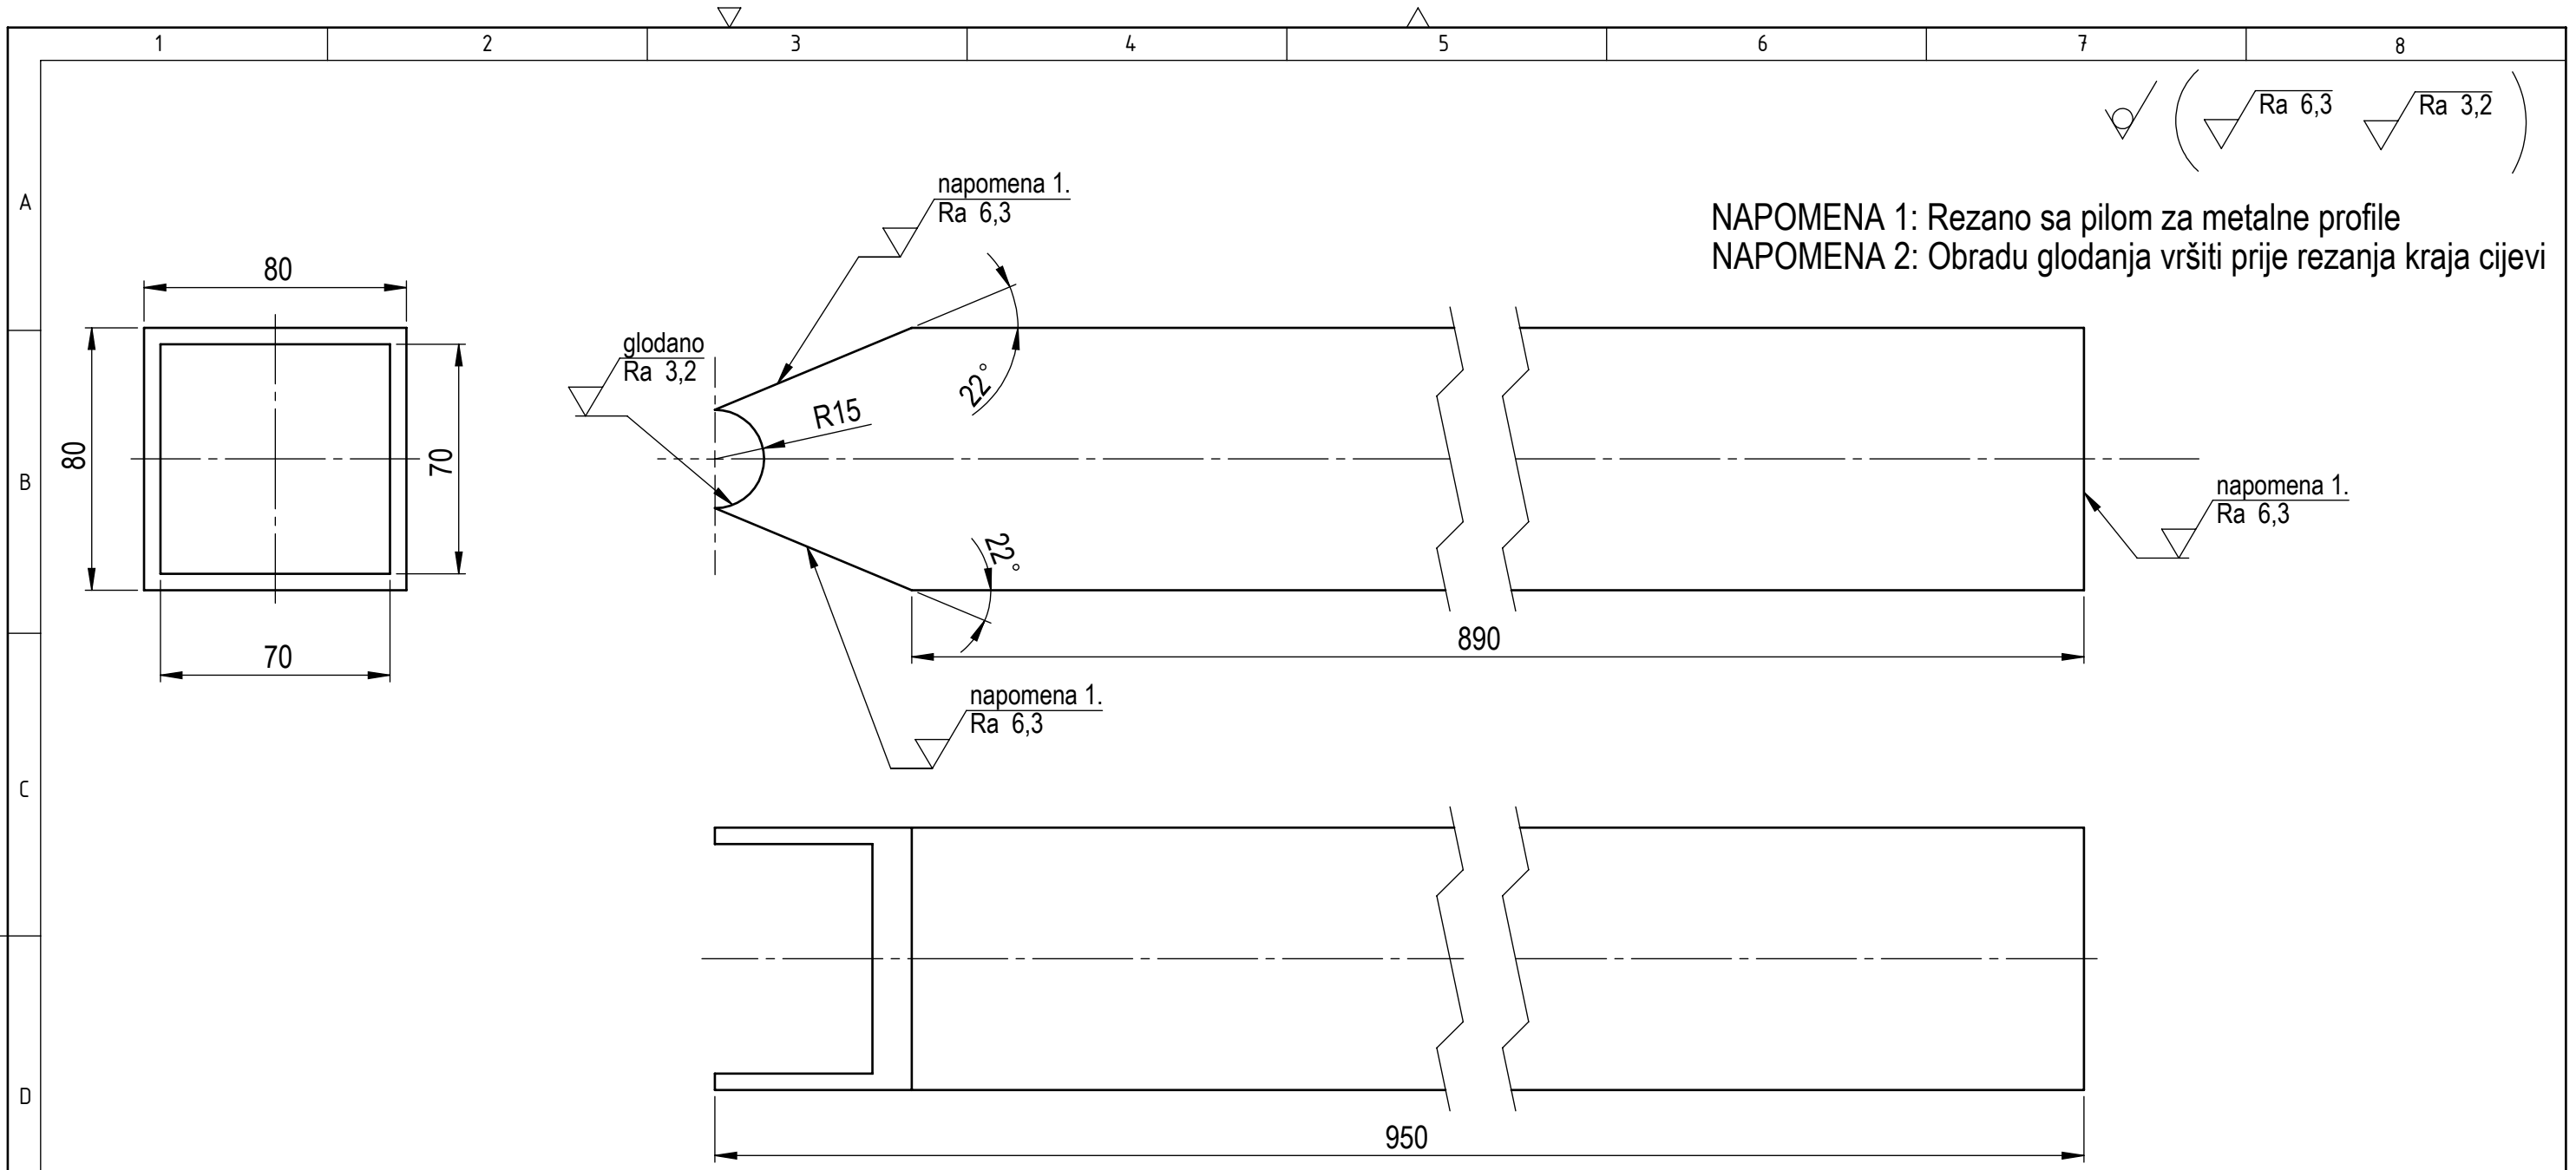 1 2 3 4 5 6 7 8
Ra 6,3 Ra 3,2
A
napomena 1.
Ra 6,3
NAPOMENA 1: Rezano sa pilom za metalne profile
NAPOMENA 2: Obradu glodanja vršiti prije rezanja kraja cijevi
80
glodano
Ra 3,2
22°
R15
80
70
B
napomena 1.
Ra 6,3
22°
890
70
napomena 1.
Ra 6,3
C
D
950